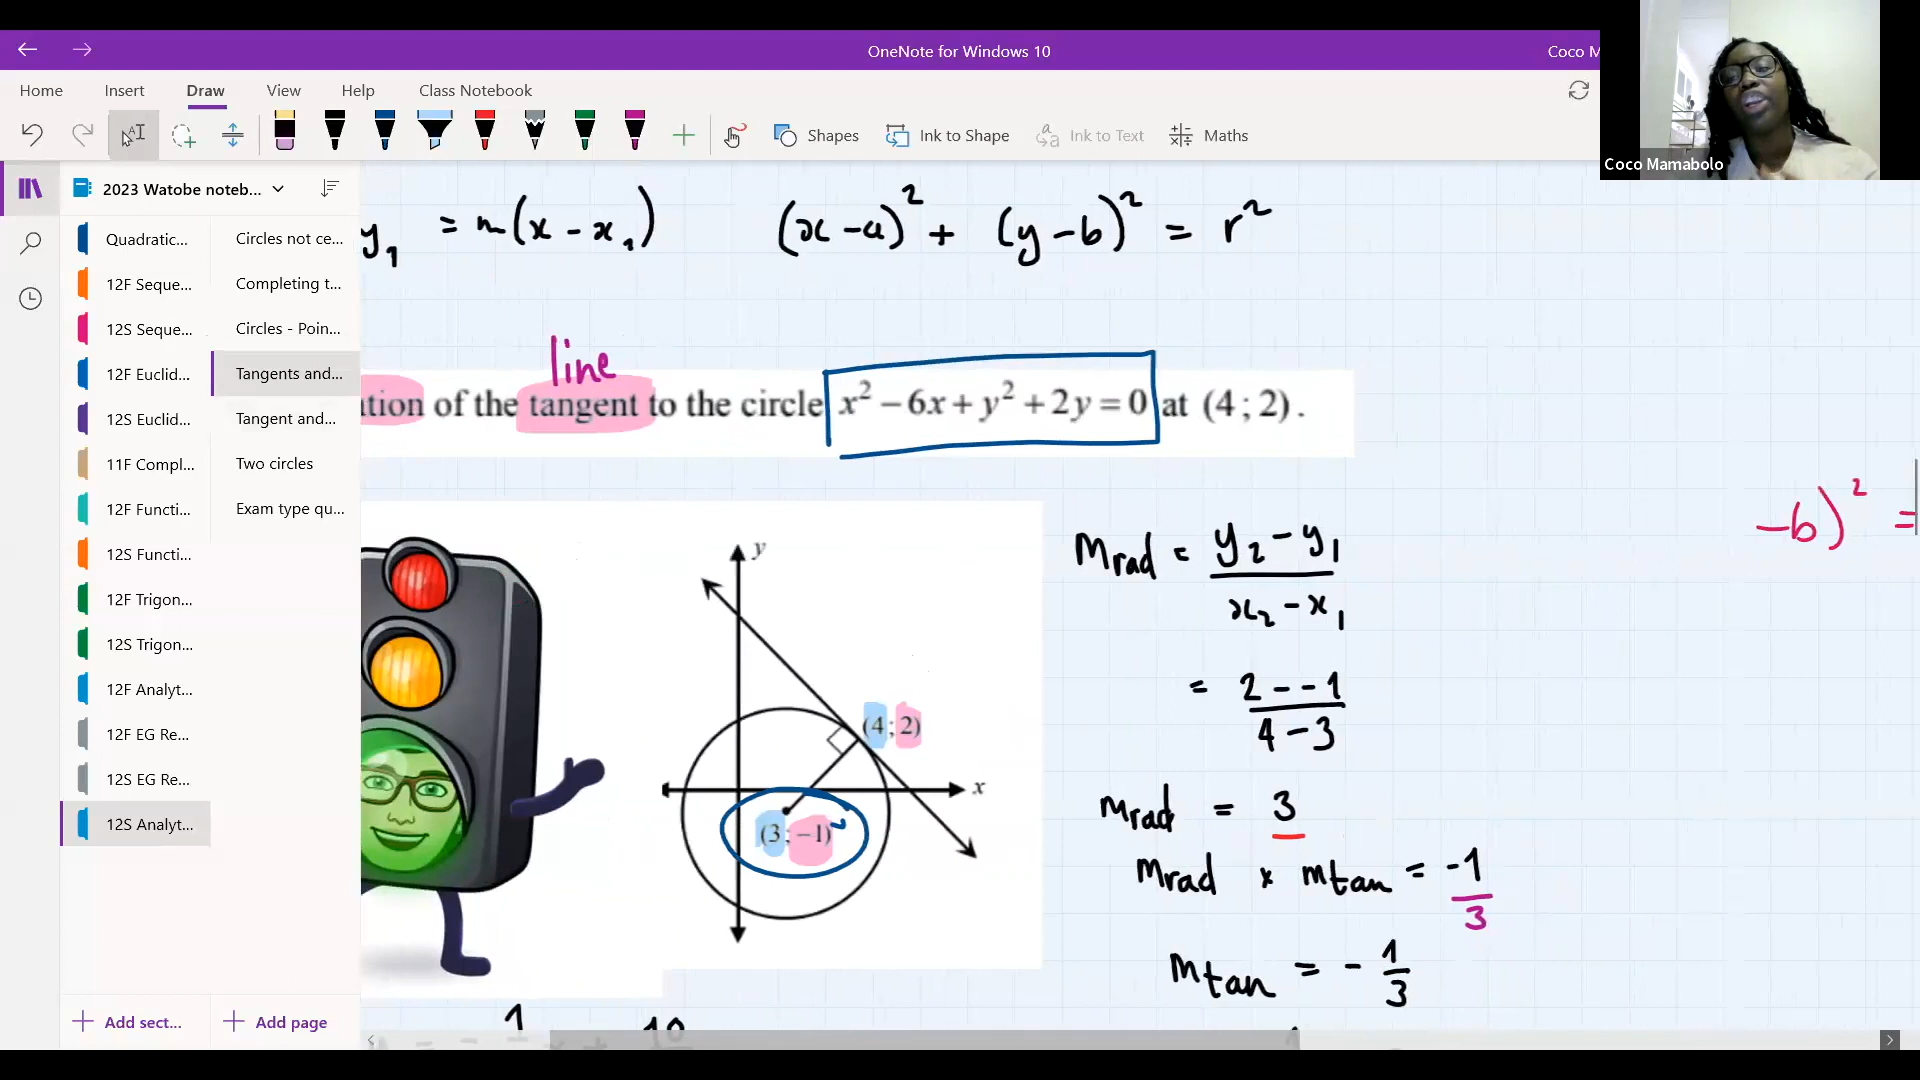 OneNote for Windows 10
Coco M
Home Insert Draw View Help Class Notebook
Shapes Ink to Shape Ink to Text Maths
Coco Mamabolo
2023 Watobe noteb...
Quadratic...
12F Seque...
12S Seque...
12F Euclid...
12S Euclid...
11F Compl...
12F Functi...
12S Functi...
12F Trigon...
12S Trigon...
12F Analyt...
12F EG Re...
12S EG Re...
12S Analyt...
Circles not ce...
Completing t...
Circles - Poin...
Tangents and...
Tangent and...
Two circles
Exam type qu...
Add sect...
Add page
y₁ = m(x - x₁) (x - a)² + (y - b)² = r²
line
tion of the tangent to the circle x² − 6x + y² + 2y = 0 at (4 ; 2) .
-b)² =
y
(4 ; 2)
x
(3 ; −1)
Mrad = y₂ - y₁ / x₂ - x₁
= 2 - - 1 / 4 - 3
Mrad = 3
Mrad × mtan = -1 / 3
mtan = - 1/3